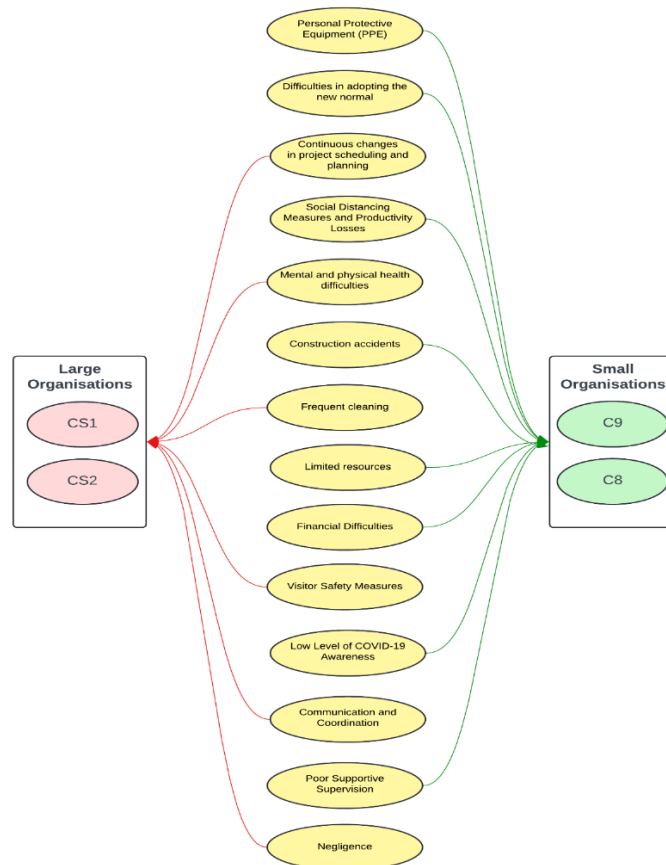 Personal Protective
Equipment (PPE)
Difficulties in adopting the
new normal
Continuous changes
in project scheduling and
planning
Social Distancing
Measures and Productivity
Losses
Mental and physical health
difficulties
Construction accidents
Large
Organisations
CS1
CS2
Small
Organisations
C9
C8
Frequent cleaning
Limited resources
Financial Difficulties
Visitor Safety Measures
Low Level of COVID-19
Awareness
Communication and
Coordination
Poor Supportive
Supervision
Negligence